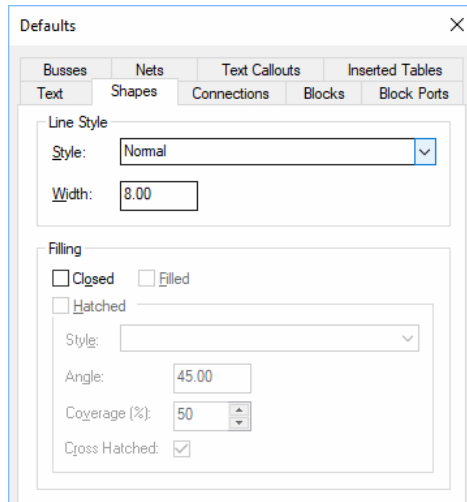 Defaults
Busses Nets Text Callouts Inserted Tables
Text Shapes Connections Blocks Block Ports
Line Style
Style: Normal
Width: 8.00
Filling
Closed Filled
Hatched
Style:
Angle: 45.00
Coverage (%): 50
Cross Hatched: